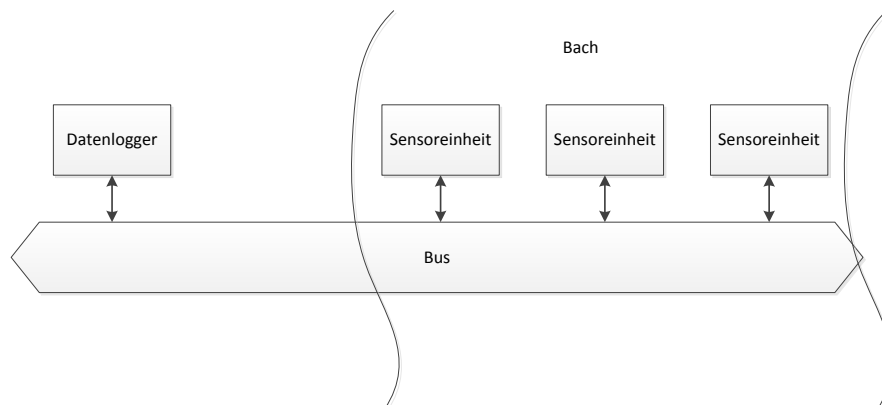 Bach
Datenlogger
Sensoreinheit
Sensoreinheit
Sensoreinheit
Bus